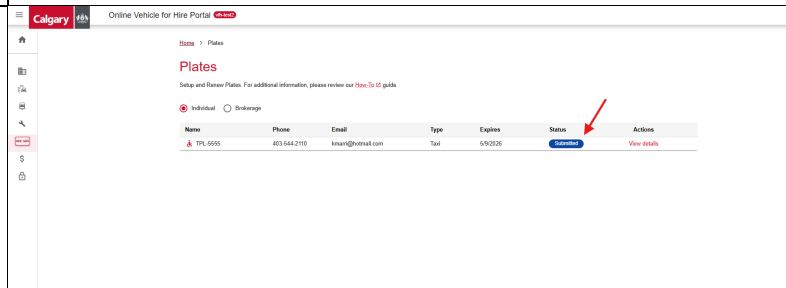 Calgary
Online Vehicle for Hire Portal vfh-test2
Home > Plates
Plates
Setup and Renew Plates. For additional information, please review our How-To guide.
Individual Brokerage
Name Phone Email Type Expires Status Actions
TPL-5555 403-544-2110 kmarri@hotmail.com Taxi 5/9/2026 Submitted View details
$